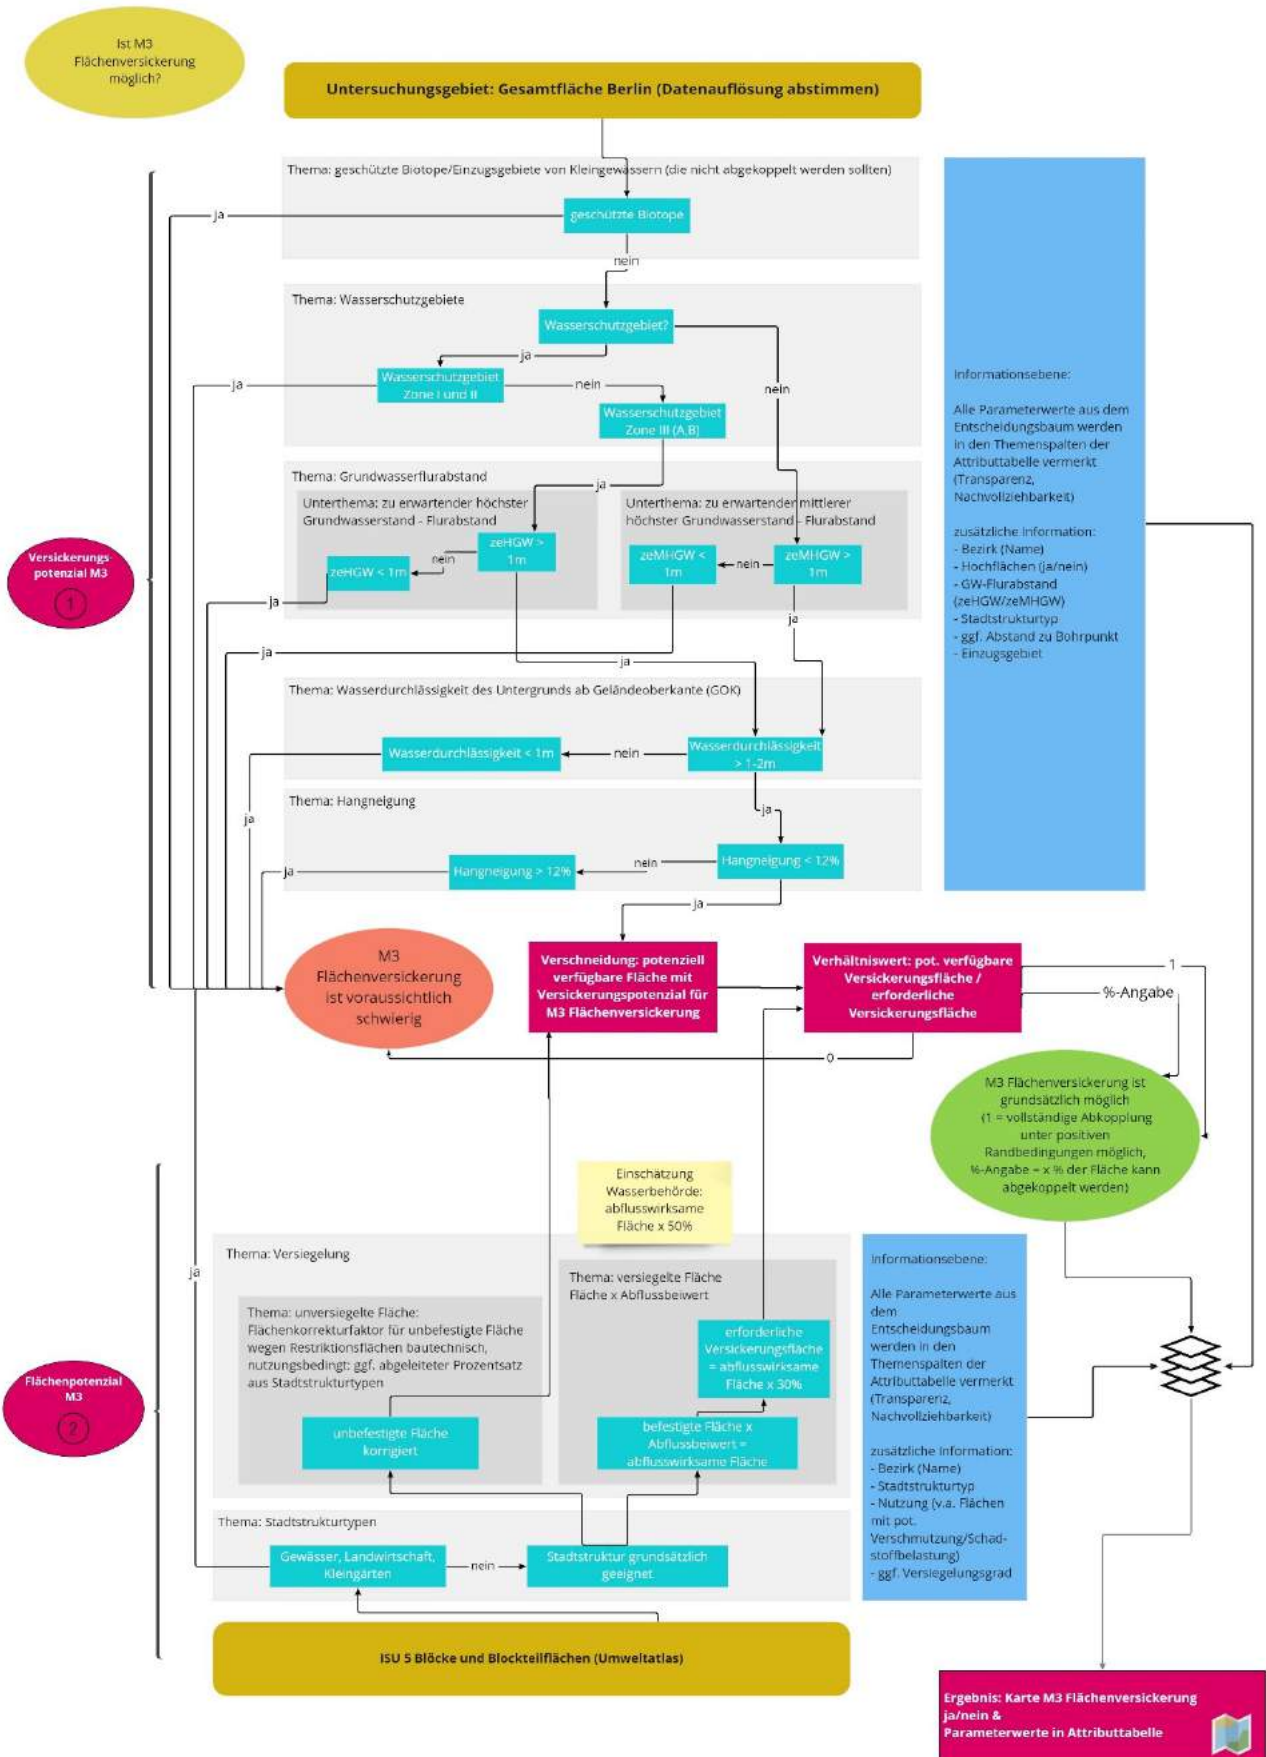 Ist M3
Flächenversickerung
möglich?
Untersuchungsgebiet: Gesamtfläche Berlin (Datenauflösung abstimmen)
Thema: geschützte Biotope/Einzugsgebiete von Kleingewässern (die nicht abgekoppelt werden sollten)
ja
geschützte Biotope
nein
Thema: Wasserschutzgebiete
Wasserschutzgebiet?
ja
ja
Wasserschutzgebiet
Zone I und II
nein
nein
Wasserschutzgebiet
Zone III (A,B)
Thema: Grundwasserflurabstand
ja
Unterthema: zu erwartender höchster
Grundwasserstand - Flurabstand
Unterthema: zu erwartender mittlerer
höchster Grundwasserstand - Flurabstand
zeHGW >
1m
nein
zeHGW < 1m
zeMHGW <
1m
nein
zeMHGW >
1m
ja
ja
ja
ja
Versickerungs-
potenzial M3
1
Thema: Wasserdurchlässigkeit des Untergrunds ab Geländeoberkante (GOK)
Wasserdurchlässigkeit < 1m
nein
Wasserdurchlässigkeit
> 1-2m
Thema: Hangneigung
ja
ja
Hangneigung > 12%
nein
Hangneigung < 12%
ja
ja
Informationsebene:
Alle Parameterwerte aus dem
Entscheidungsbaum werden
in den Themenspalten der
Attributtabelle vermerkt
(Transparenz,
Nachvollziehbarkeit)
zusätzliche Information:
- Bezirk (Name)
- Hochflächen (ja/nein)
- GW-Flurabstand
(zeHGW/zeMHGW)
- Stadtstrukturtyp
- ggf. Abstand zu Bohrpunkt
- Einzugsgebiet
M3
Flächenversickerung
ist voraussichtlich
schwierig
Verschneidung: potenziell
verfügbare Fläche mit
Versickerungspotenzial für
M3 Flächenversickerung
Verhältniswert: pot. verfügbare
Versickerungsfläche /
erforderliche
Versickerungsfläche
1
%-Angabe
0
M3 Flächenversickerung ist
grundsätzlich möglich
(1 = vollständige Abkopplung
unter positiven
Randbedingungen möglich,
%-Angabe = x % der Fläche kann
abgekoppelt werden)
Einschätzung
Wasserbehörde:
abflusswirksame
Fläche x 50%
Thema: Versiegelung
ja
Thema: unversiegelte Fläche:
Flächenkorrekturfaktor für unbefestigte Fläche
wegen Restriktionsflächen bautechnisch,
nutzungsbedingt: ggf. abgeleiteter Prozentsatz
aus Stadtstrukturtypen
unbefestigte Fläche
korrigiert
Thema: versiegelte Fläche
Fläche x Abflussbeiwert
erforderliche
Versickerungsfläche
= abflusswirksame
Fläche x 30%
befestigte Fläche x
Abflussbeiwert =
abflusswirksame Fläche
Flächenpotenzial
M3
2
Thema: Stadtstrukturtypen
Gewässer, Landwirtschaft,
Kleingärten
nein
Stadtstruktur grundsätzlich
geeignet
Informationsebene:
Alle Parameterwerte aus
dem
Entscheidungsbaum
werden in den
Themenspalten der
Attributtabelle vermerkt
(Transparenz,
Nachvollziehbarkeit)
zusätzliche Information:
- Bezirk (Name)
- Stadtstrukturtyp
- Nutzung (v.a. Flächen
mit pot.
Verschmutzung/Schad-
stoffbelastung)
- ggf. Versiegelungsgrad
ISU 5 Blöcke und Blockteilflächen (Umweltatlas)
Ergebnis: Karte M3 Flächenversickerung
ja/nein &
Parameterwerte in Attributtabelle